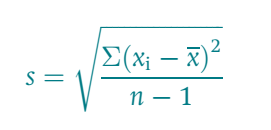 s = √(Σ(xᵢ − x̅)² / (n − 1))